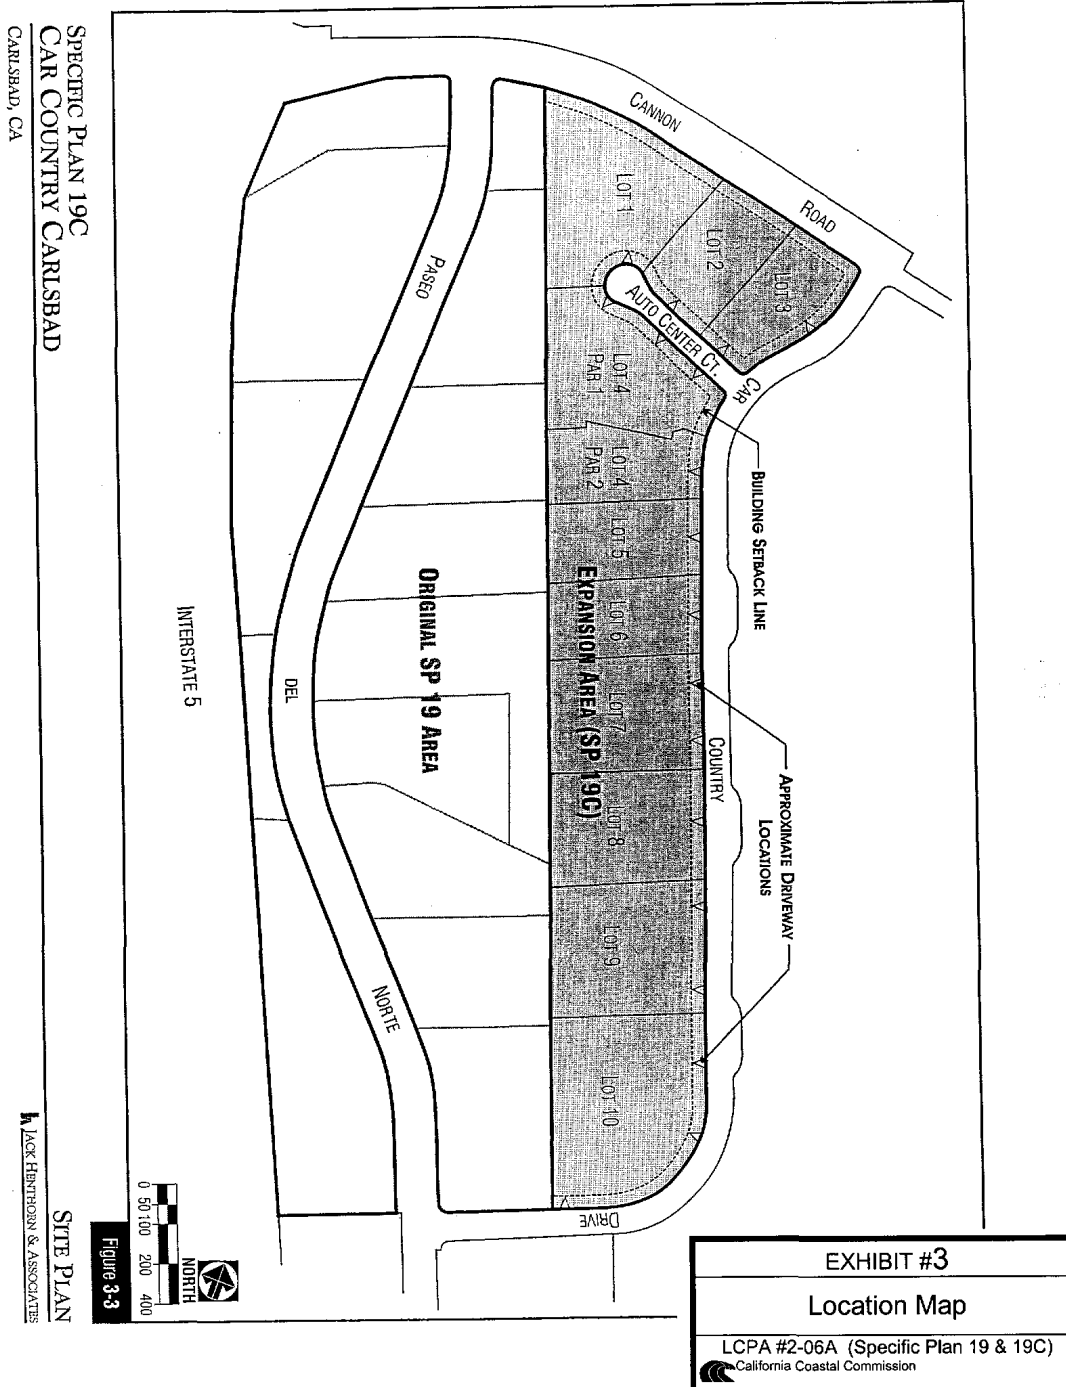 SPECIFIC PLAN 19C
CAR COUNTRY CARLSBAD
CARLSBAD, CA
CANNON
ROAD
LOT 1
LOT 2
LOT 3
AUTO CENTER CT.
CAR
LOT 4
PAR 1
LOT 4
PAR 2
LOT 5
LOT 6
LOT 7
LOT 8
LOT 9
LOT 10
EXPANSION AREA (SP 19C)
ORIGINAL SP 19 AREA
BUILDING SETBACK LINE
APPROXIMATE DRIVEWAY
LOCATIONS
COUNTRY
DRIVE
PASEO
DEL
NORTE
INTERSTATE 5
0 50 100 200 400
NORTH
Figure 3-3
SITE PLAN
JACK HENTHORN & ASSOCIATES
EXHIBIT #3
Location Map
LCPA #2-06A (Specific Plan 19 & 19C)
California Coastal Commission